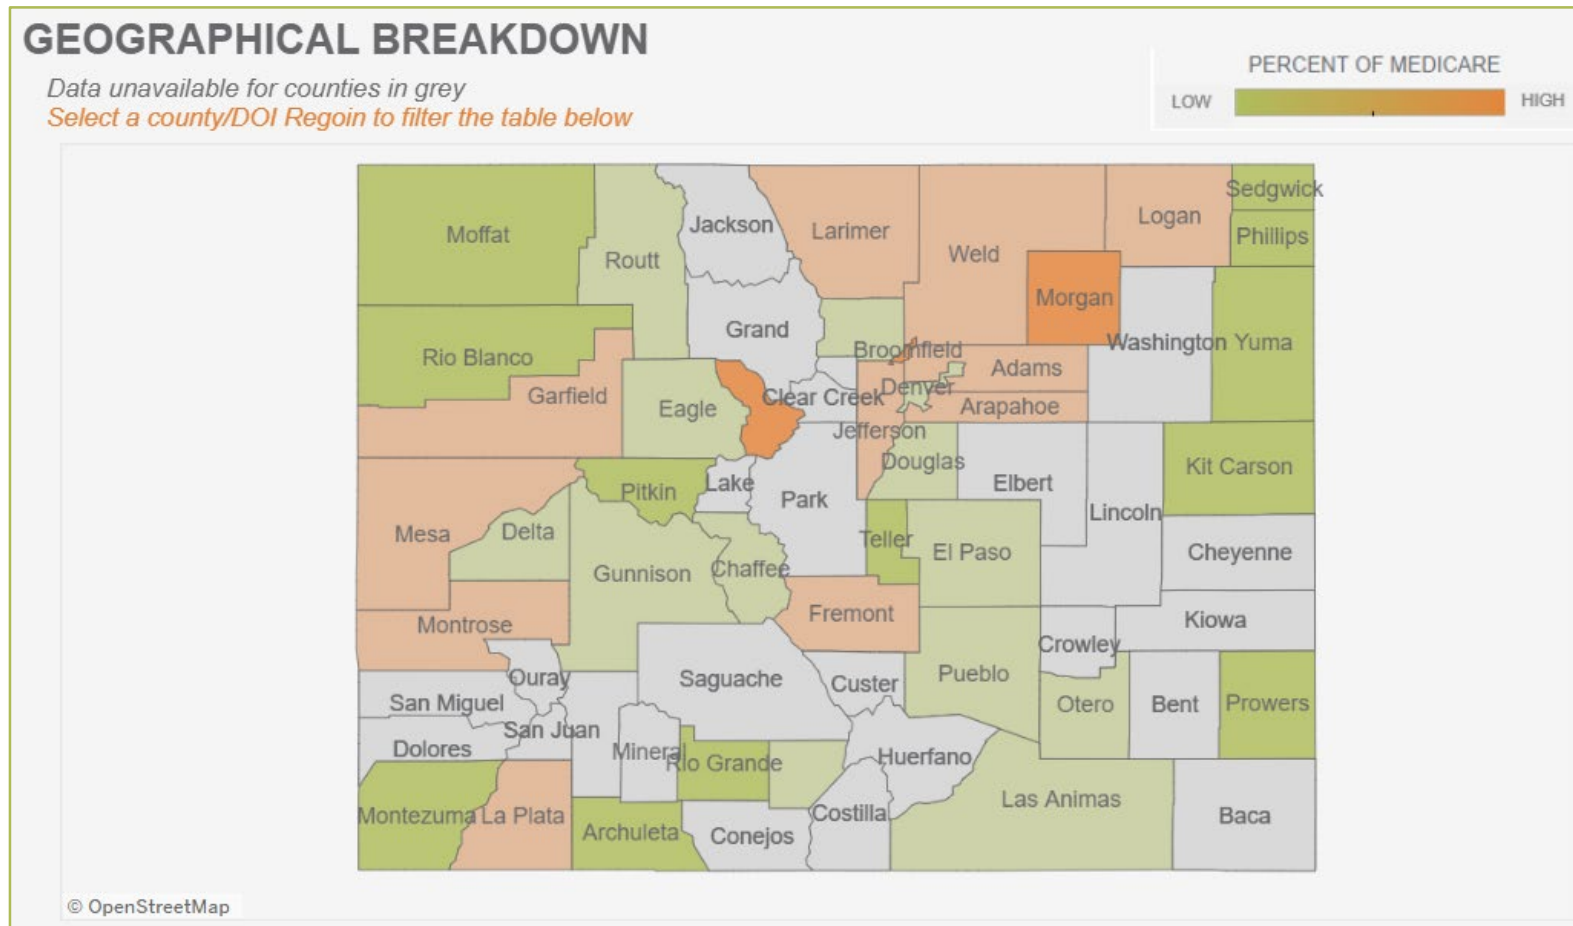 GEOGRAPHICAL BREAKDOWN
Data unavailable for counties in grey
Select a county/DOI Regoin to filter the table below
PERCENT OF MEDICARE
LOW
HIGH
Sedgwick
Jackson
Logan
Larimer
Moffat
Phillips
Routt
Weld
Morgan
Grand
Washington
Yuma
Broomfield
Rio Blanco
Adams
Denver
Garfield
Clear Creek
Eagle
Arapahoe
Jefferson
Douglas
Kit Carson
Lake
Elbert
Pitkin
Park
Lincoln
Delta
Mesa
Teller
El Paso
Cheyenne
Gunnison
Chaffee
Fremont
Kiowa
Montrose
Crowley
Ouray
Saguache
Pueblo
Custer
San Miguel
Otero
Bent
Prowers
San Juan
Dolores
Mineral
Huerfano
Rio Grande
Las Animas
Costilla
Montezuma
La Plata
Baca
Archuleta
Conejos
© OpenStreetMap